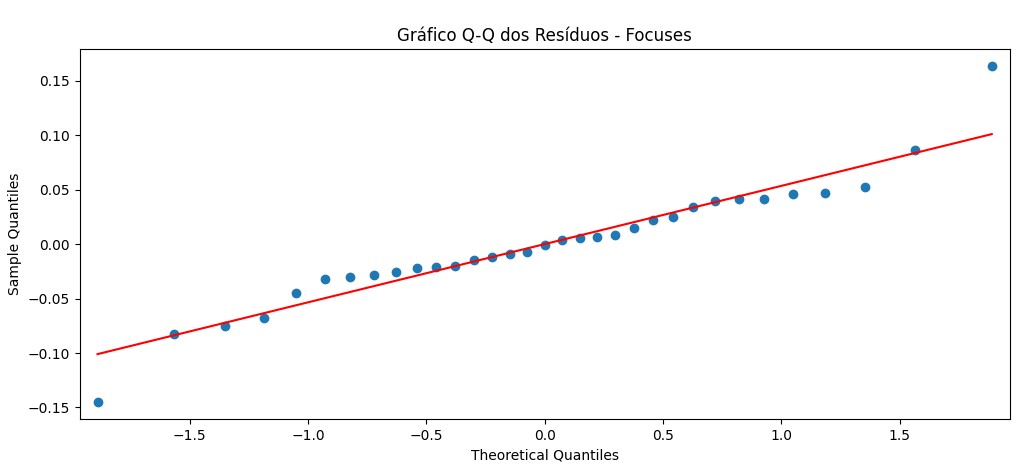 Gráfico Q-Q dos Resíduos - Focuses
0.15
0.10
0.05
0.00
−0.05
−0.10
−0.15
Sample Quantiles
−1.5 −1.0 −0.5 0.0 0.5 1.0 1.5
Theoretical Quantiles